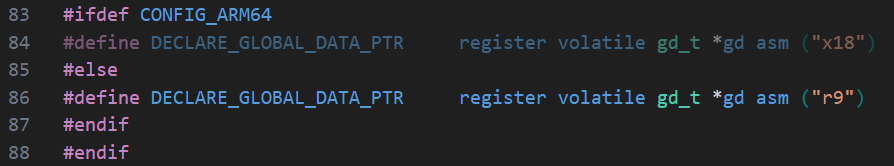 83 #ifdef CONFIG_ARM64
84 #define DECLARE_GLOBAL_DATA_PTR     register volatile gd_t *gd asm ("x18")
85 #else
86 #define DECLARE_GLOBAL_DATA_PTR     register volatile gd_t *gd asm ("r9")
87 #endif
88 #endif